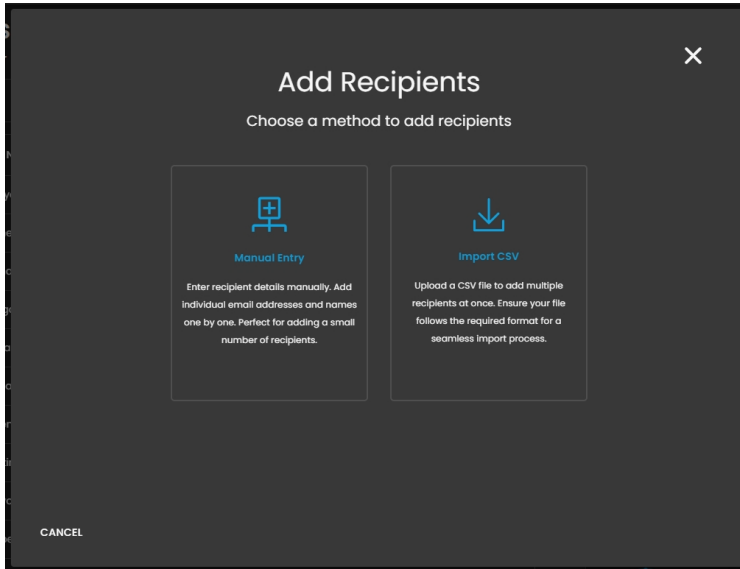 Add Recipients
Choose a method to add recipients
Manual Entry
Enter recipient details manually. Add
individual email addresses and names
one by one. Perfect for adding a small
number of recipients.
Import CSV
Upload a CSV file to add multiple
recipients at once. Ensure your file
follows the required format for a
seamless import process.
CANCEL